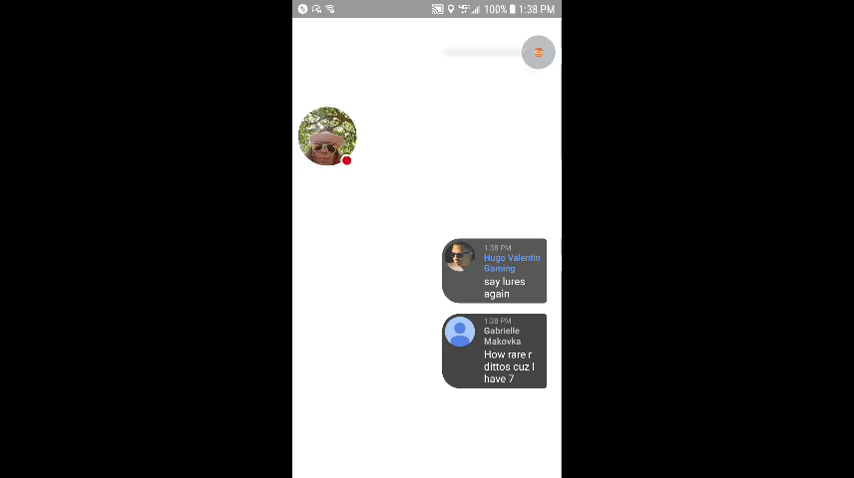 100% 1:38 PM
1:38 PM
Hugo Valentin
Gaming
say lures
again
1:38 PM
Gabrielle
Makovka
How rare r
dittos cuz I
have 7